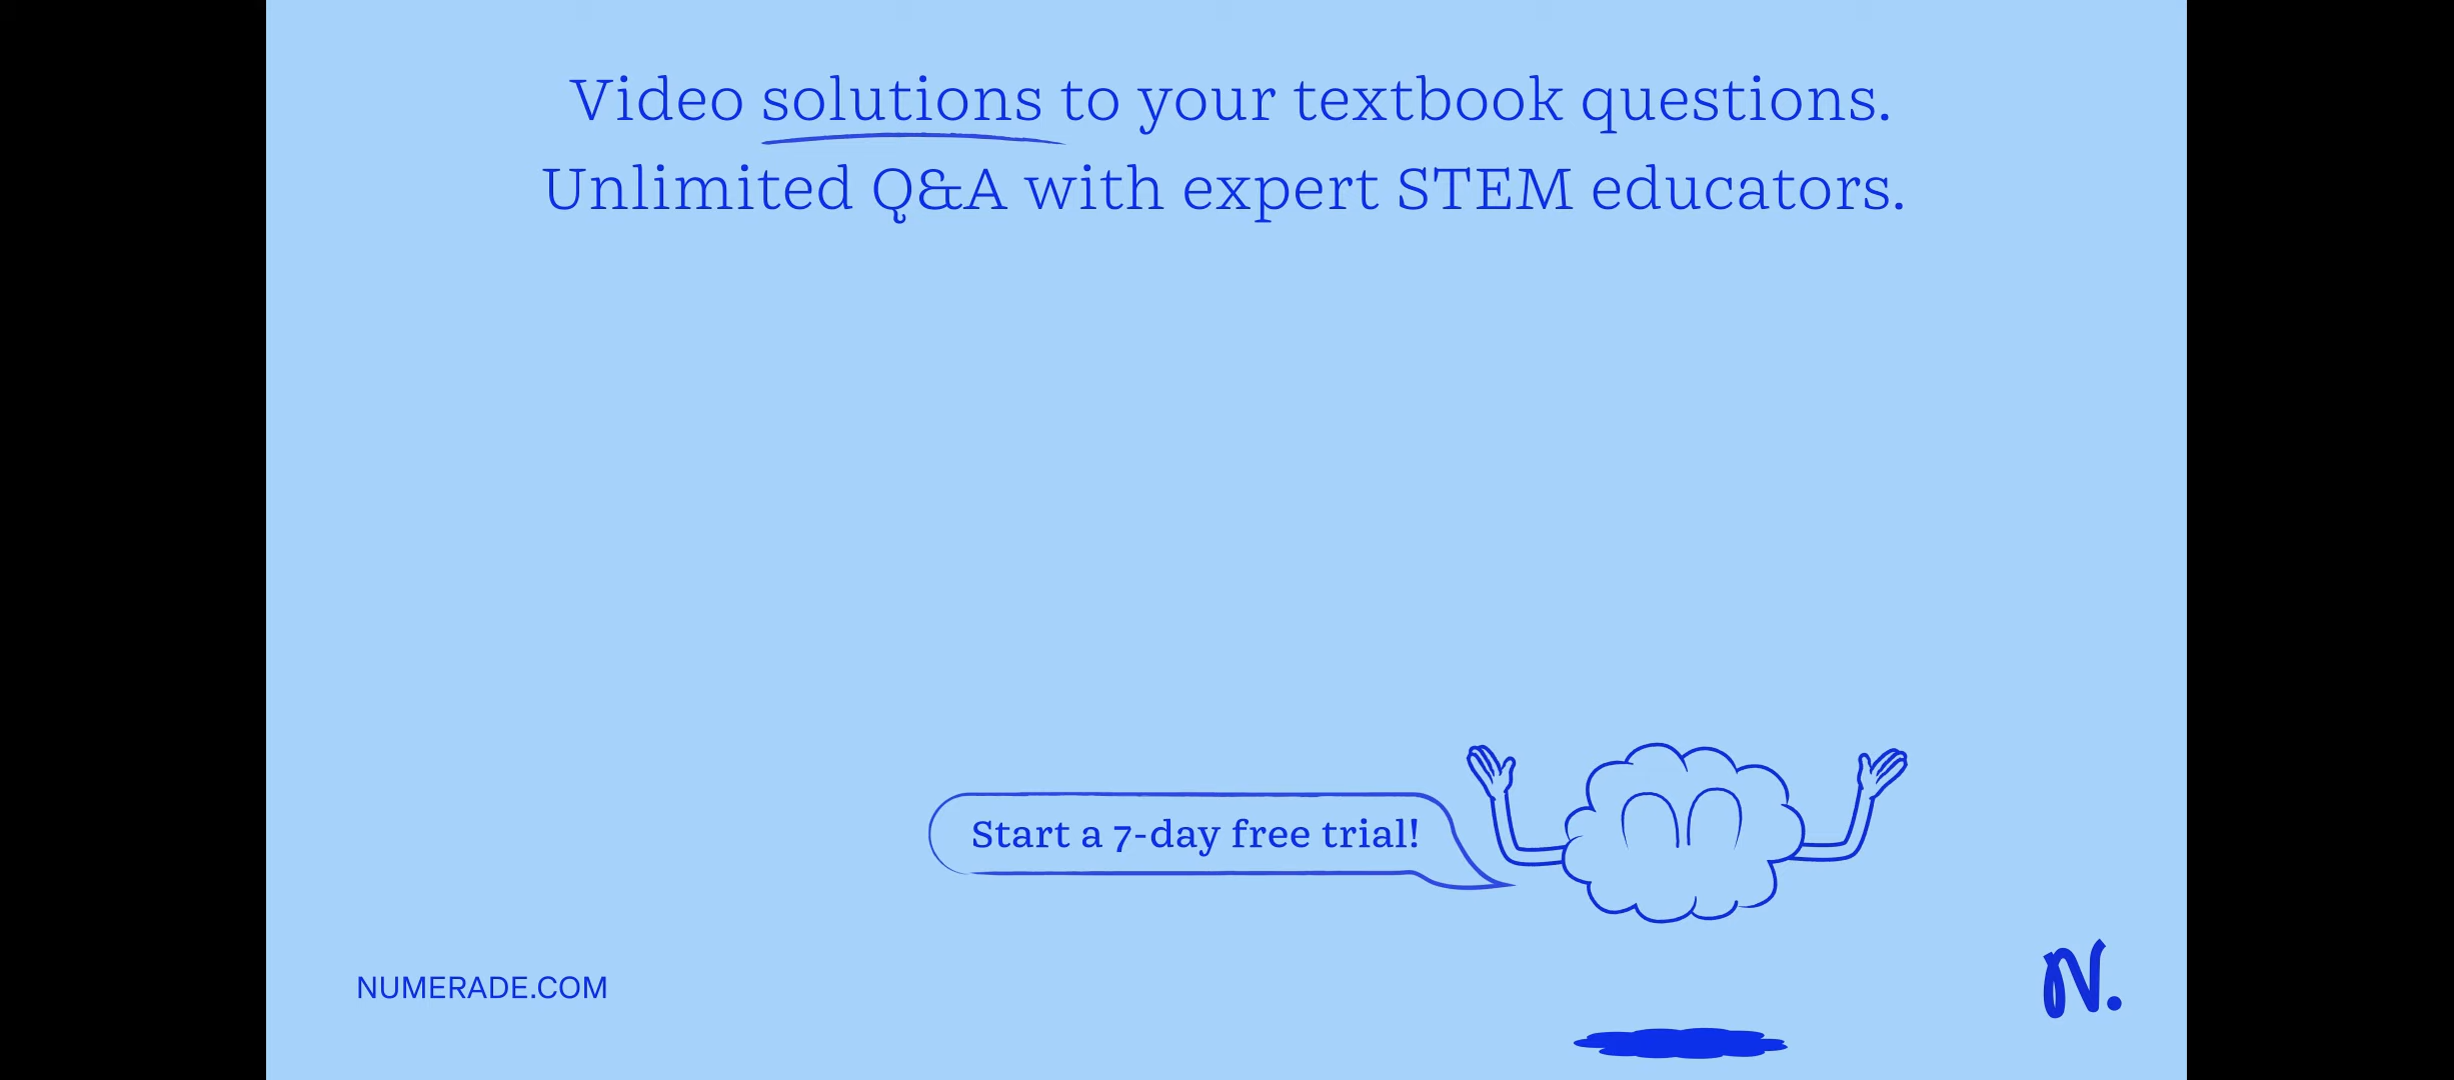 Video solutions to your textbook questions.
Unlimited Q&A with expert STEM educators.
Start a 7-day free trial!
NUMERADE.COM
N.